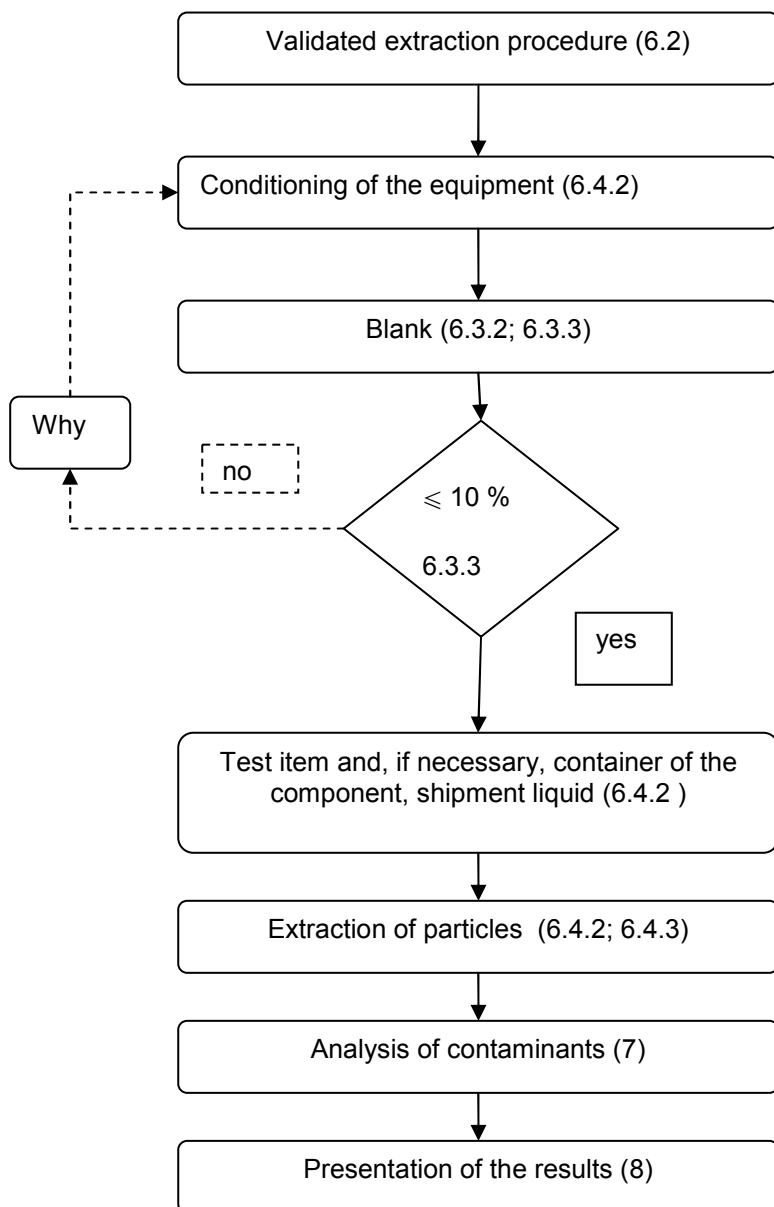 Validated extraction procedure (6.2)
Conditioning of the equipment (6.4.2)
Blank (6.3.2; 6.3.3)
Why
no
⩽ 10 %
6.3.3
yes
Test item and, if necessary, container of the
component, shipment liquid (6.4.2 )
Extraction of particles (6.4.2; 6.4.3)
Analysis of contaminants (7)
Presentation of the results (8)